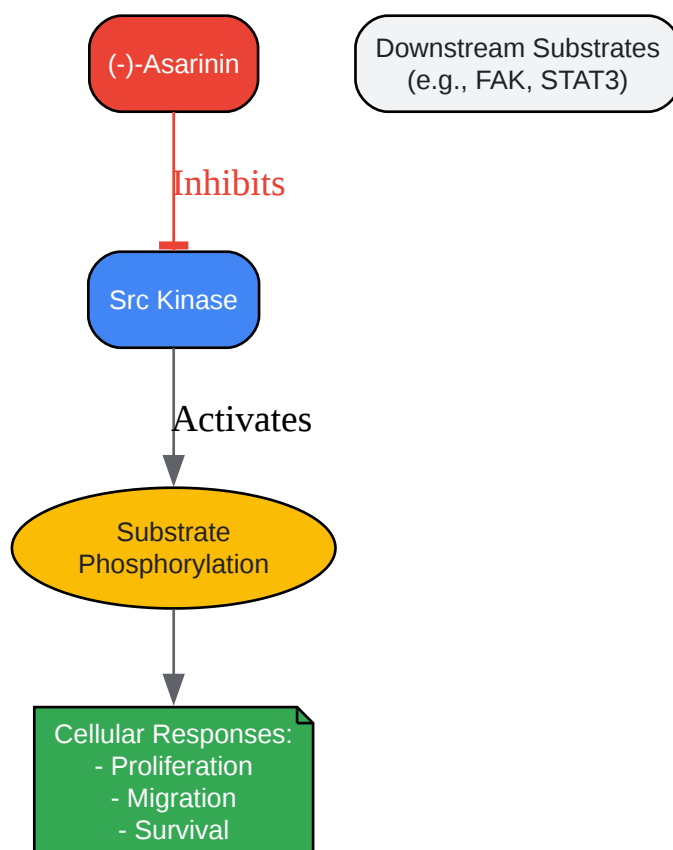 (-)-Asarinin
Downstream Substrates
(e.g., FAK, STAT3)
Inhibits
Src Kinase
Activates
Substrate
Phosphorylation
Cellular Responses:
- Proliferation
- Migration
- Survival